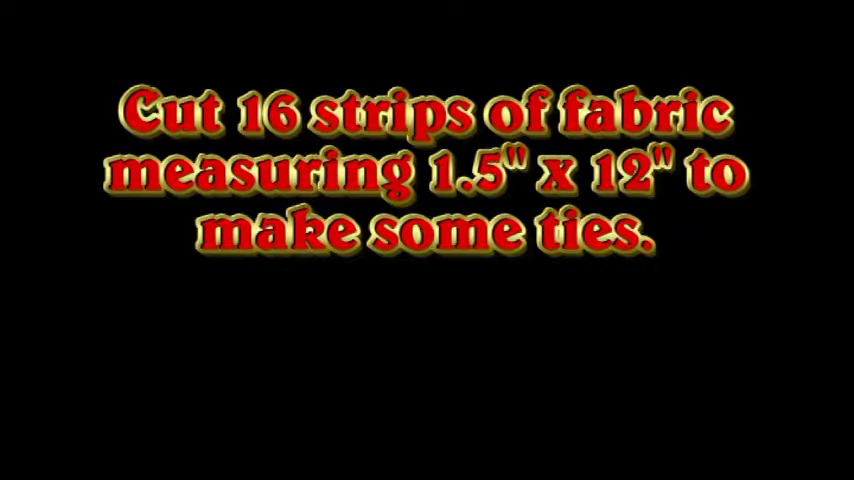 Cut 16 strips of fabric
measuring 1.5" x 12" to
make some ties.